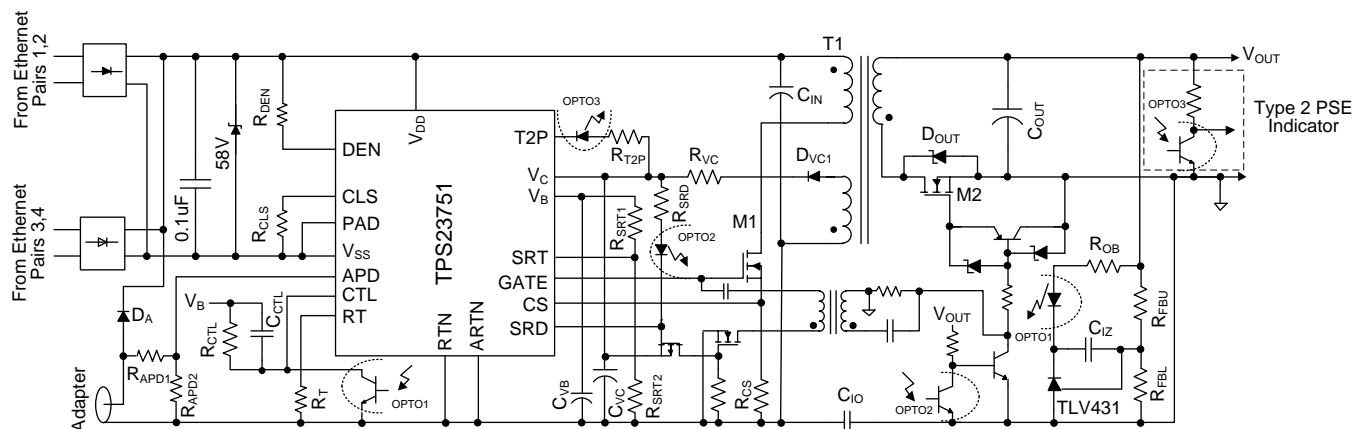 From Ethernet
Pairs 1,2
From Ethernet
Pairs 3,4
Adapter
0.1uF
58V
RDEN
RCLS
DA
RAPD1
RAPD2
VB
RCTL
CCTL
RT
OPTO1
TPS23751
VDD
DEN
CLS
PAD
VSS
APD
CTL
RT
RTN
ARTN
T2P
VC
VB
SRT
GATE
CS
SRD
OPTO3
RT2P
RVC
DVC1
RSRT1
RSRD
OPTO2
M1
CIN
T1
CVB
CVC
RSRT2
RCS
CIO
COUT
DOUT
M2
VOUT
OPTO2
ROB
OPTO1
CIZ
TLV431
RFBU
RFBL
VOUT
OPTO3
Type 2 PSE
Indicator